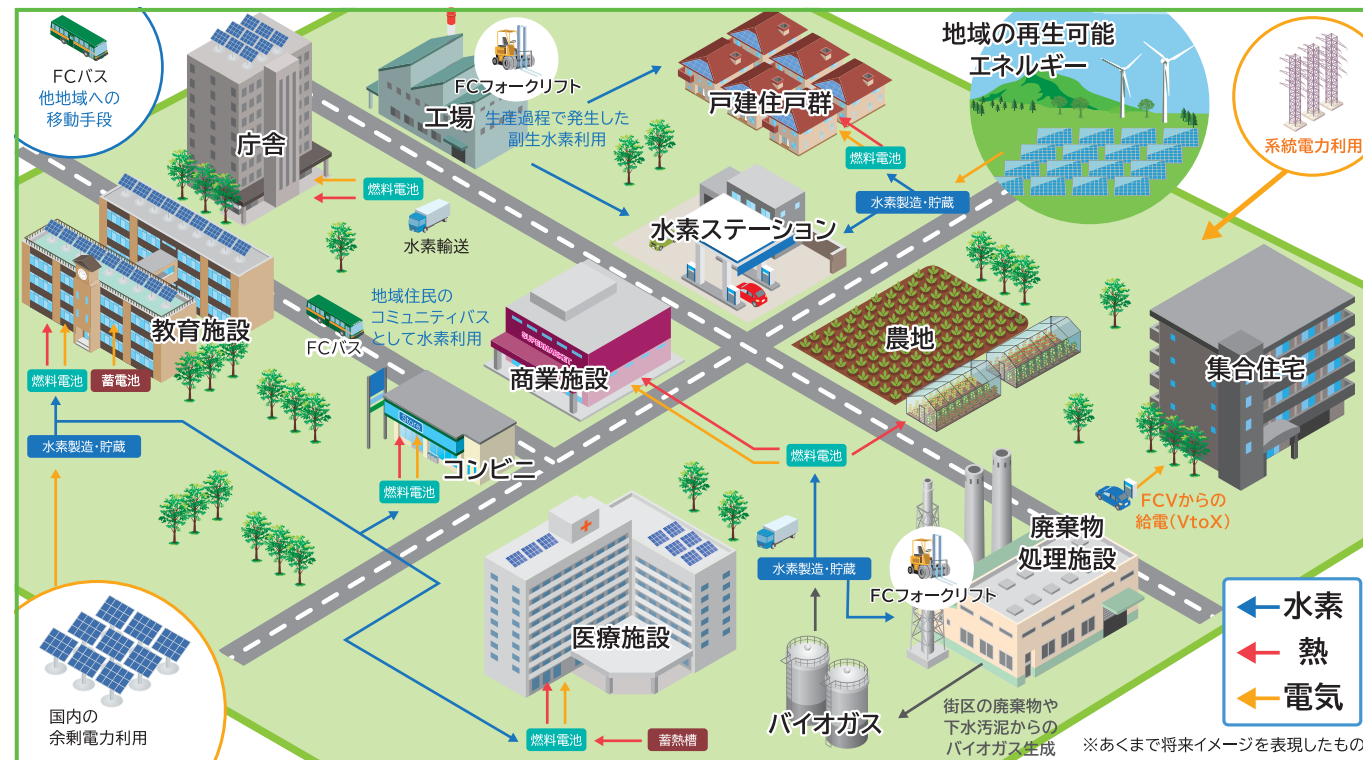 FCバス
他地域への
移動手段
庁舎
工場
FCフォークリフト
生産過程で発生した
副生水素利用
戸建住戸群
地域の再生可能
エネルギー
系統電力利用
燃料電池
燃料電池
水素製造・貯蔵
水素輸送
水素ステーション
教育施設
地域住民の
コミュニティバス
として水素利用
FCバス
SUPERMARKET
商業施設
農地
集合住宅
燃料電池
蓄電池
水素製造・貯蔵
Store
コンビニ
燃料電池
燃料電池
FCVからの
給電(VtoX)
廃棄物
処理施設
水素製造・貯蔵
FCフォークリフト
医療施設
バイオガス
街区の廃棄物や
下水汚泥からの
バイオガス生成
国内の
余剰電力利用
燃料電池
蓄熱槽
水素
熱
電気
※あくまで将来イメージを表現したもの